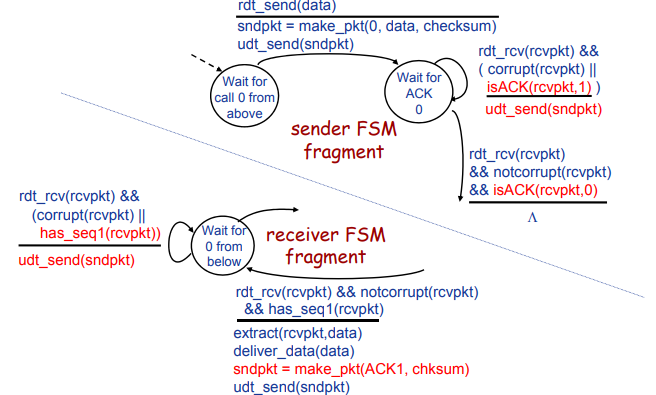 rdt_send(data)
sndpkt = make_pkt(0, data, checksum)
udt_send(sndpkt)
Wait for
call 0 from
above
Wait for
ACK
0
rdt_rcv(rcvpkt) &&
( corrupt(rcvpkt) ||
isACK(rcvpkt,1) )
udt_send(sndpkt)
sender FSM
fragment
rdt_rcv(rcvpkt)
&& notcorrupt(rcvpkt)
&& isACK(rcvpkt,0)
Λ
rdt_rcv(rcvpkt) &&
(corrupt(rcvpkt) ||
has_seq1(rcvpkt))
udt_send(sndpkt)
Wait for
0 from
below
receiver FSM
fragment
rdt_rcv(rcvpkt) && notcorrupt(rcvpkt)
&& has_seq1(rcvpkt)
extract(rcvpkt,data)
deliver_data(data)
sndpkt = make_pkt(ACK1, chksum)
udt_send(sndpkt)